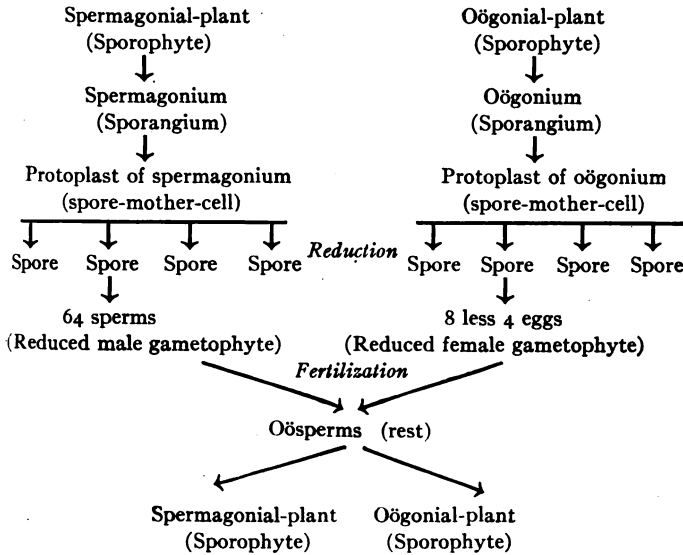 Spermagonial-plant Oögonial-plant
(Sporophyte) (Sporophyte)
Spermagonium Oögonium
(Sporangium) (Sporangium)
Protoplast of spermagonium Protoplast of oögonium
(spore-mother-cell) (spore-mother-cell)
Reduction
Spore Spore Spore Spore Spore Spore Spore Spore
64 sperms 8 less 4 eggs
(Reduced male gametophyte) (Reduced female gametophyte)
Fertilization
Oösperms (rest)
Spermagonial-plant Oögonial-plant
(Sporophyte) (Sporophyte)